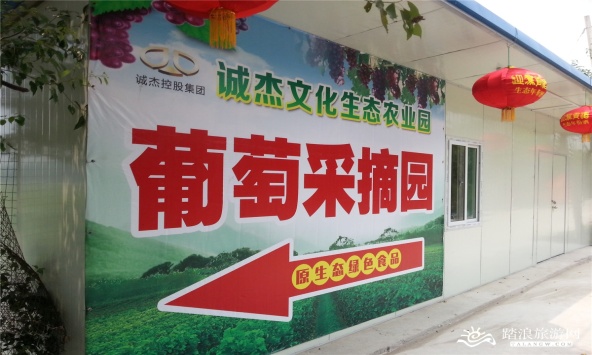 诚杰控股集团
诚杰文化生态农业园
葡萄采摘园
原生态绿色食品
踏浪旅游网